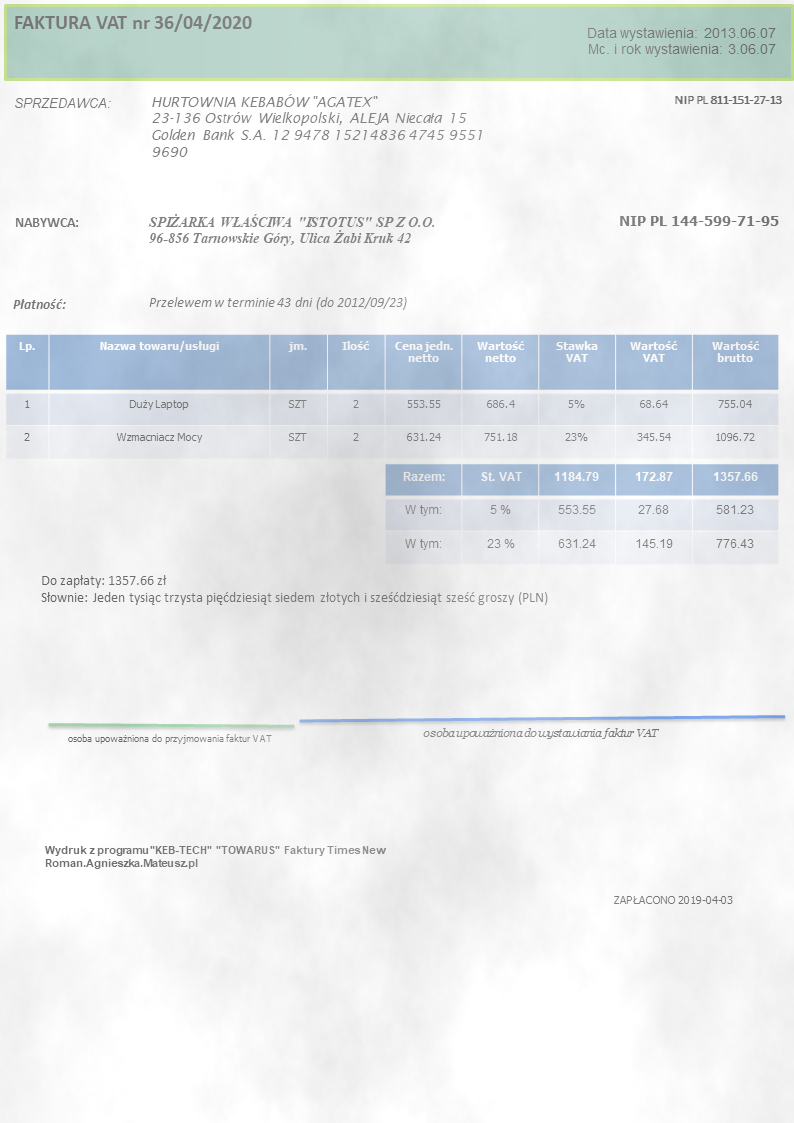 FAKTURA VAT nr 36/04/2020
Data wystawienia: 2013.06.07
Mc. i rok wystawienia: 3.06.07
SPRZEDAWCA: HURTOWNIA KEBABÓW "AGATEX" NIP PL 811-151-27-13
23-136 Ostrów Wielkopolski, ALEJA Niecała 15
Golden Bank S.A. 12 9478 15214836 4745 9551
9690
NABYWCA: SPIŻARKA WŁAŚCIWA "ISTOTUS" SP Z O.O. NIP PL 144-599-71-95
96-856 Tarnowskie Góry, Ulica Żabi Kruk 42
Płatność: Przelewem w terminie 43 dni (do 2012/09/23)
Lp. Nazwa towaru/usługi jm. Ilość Cena jedn. netto Wartość netto Stawka VAT Wartość VAT Wartość brutto
1 Duży Laptop SZT 2 553.55 686.4 5% 68.64 755.04
2 Wzmacniacz Mocy SZT 2 631.24 751.18 23% 345.54 1096.72
Razem: St. VAT 1184.79 172.87 1357.66
W tym: 5 % 553.55 27.68 581.23
W tym: 23 % 631.24 145.19 776.43
Do zapłaty: 1357.66 zł
Słownie: Jeden tysiąc trzysta pięćdziesiąt siedem złotych i sześćdziesiąt sześć groszy (PLN)
osoba upoważniona do przyjmowania faktur VAT
osoba upoważniona do wystawiania faktur VAT
Wydruk z programu "KEB-TECH" "TOWARUS" Faktury Times New
Roman.Agnieszka.Mateusz.pl
ZAPŁACONO 2019-04-03